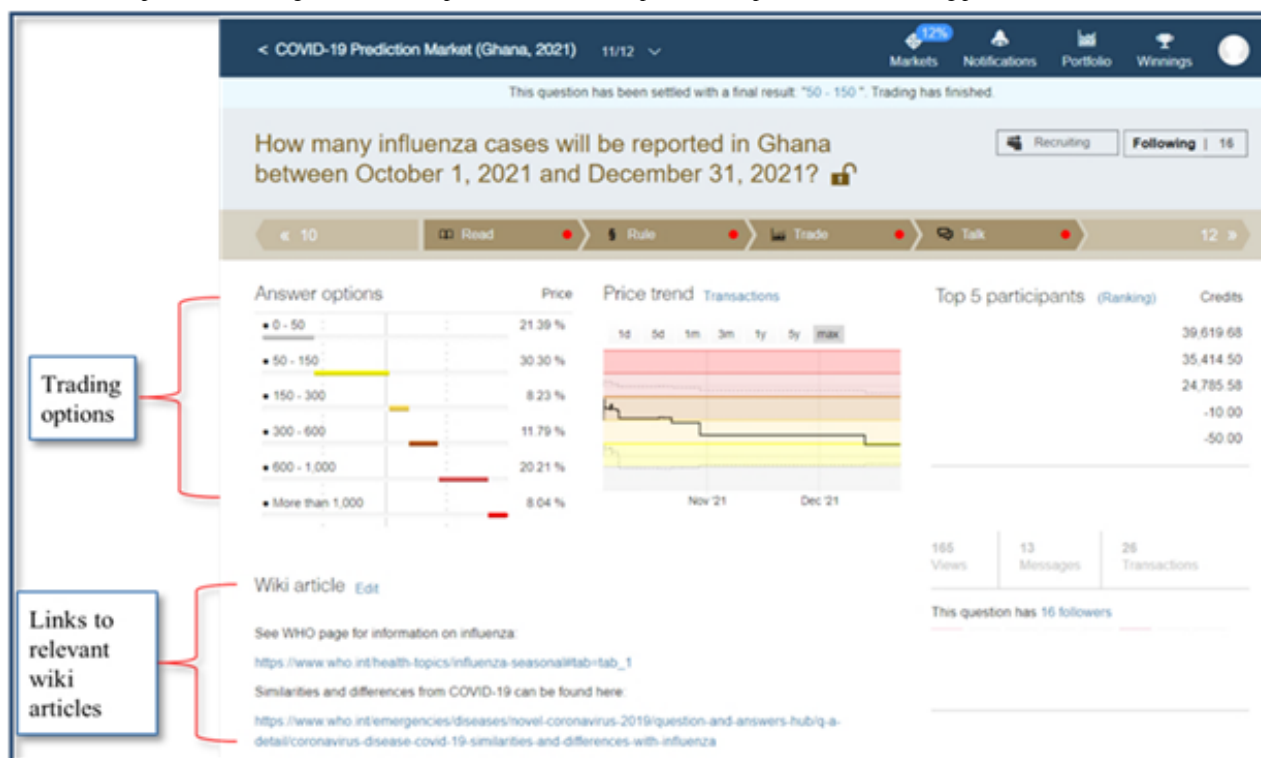 < COVID-19 Prediction Market (Ghana, 2021) 11/12
12%
Markets Notifications Portfolio Winnings
This question has been settled with a final result: "50 - 150 ". Trading has finished.
How many influenza cases will be reported in Ghana
between October 1, 2021 and December 31, 2021?
Recruiting Following | 16
« 10 Read § Rule Trade Talk 12 »
Trading
options
Answer options Price
• 0 - 50 21.39 %
• 50 - 150 30.30 %
• 150 - 300 8.23 %
• 300 - 600 11.79 %
• 600 - 1,000 20.21 %
• More than 1,000 8.04 %
Price trend Transactions
1d 5d 1m 3m 1y 5y max
Nov '21 Dec '21
Top 5 participants (Ranking) Credits
39,619.68
35,414.50
24,785.58
-10.00
-50.00
165 13 26
Views Messages Transactions
This question has 16 followers
Links to
relevant
wiki
articles
Wiki article Edit
See WHO page for information on influenza:
https://www.who.int/health-topics/influenza-seasonal#tab=tab_1
Similarities and differences from COVID-19 can be found here:
https://www.who.int/emergencies/diseases/novel-coronavirus-2019/question-and-answers-hub/q-a-
detail/coronavirus-disease-covid-19-similarities-and-differences-with-influenza